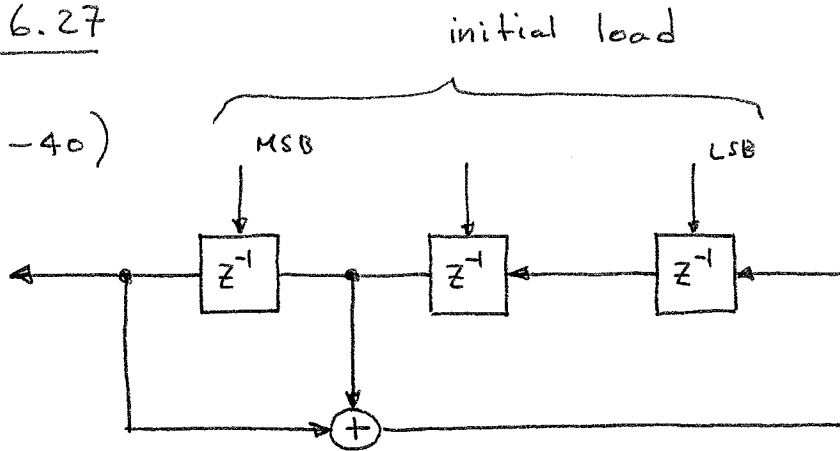 6.27
initial load
-40)
MSB
LSB
z⁻¹
z⁻¹
z⁻¹
+